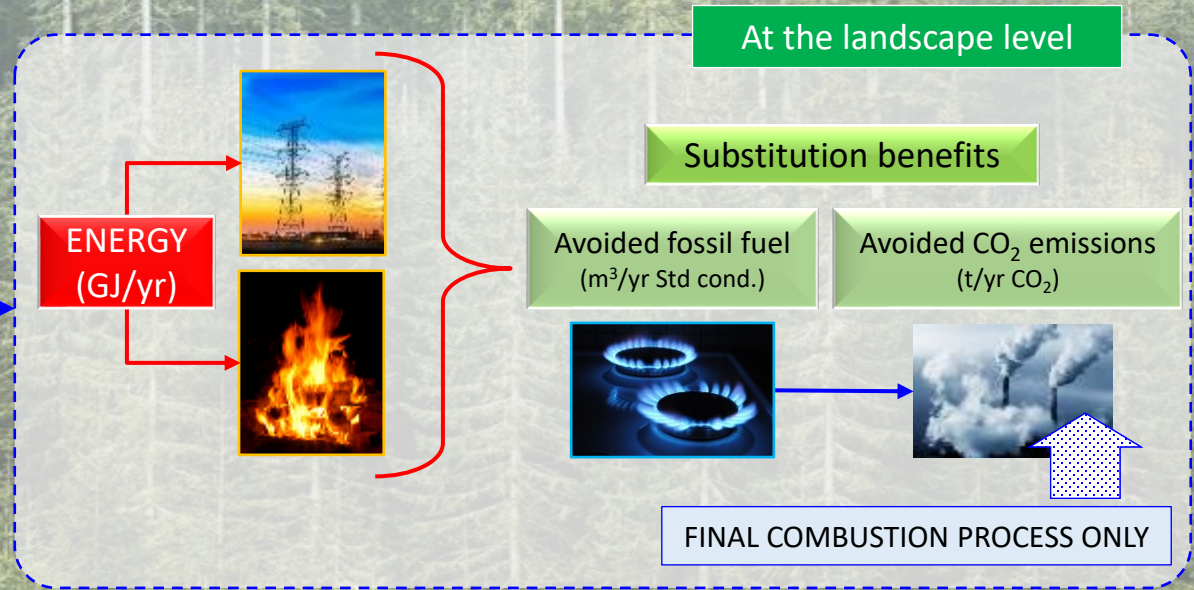 At the landscape level
Substitution benefits
ENERGY
(GJ/yr)
Avoided fossil fuel
(m³/yr Std cond.)
Avoided CO₂ emissions
(t/yr CO₂)
FINAL COMBUSTION PROCESS ONLY